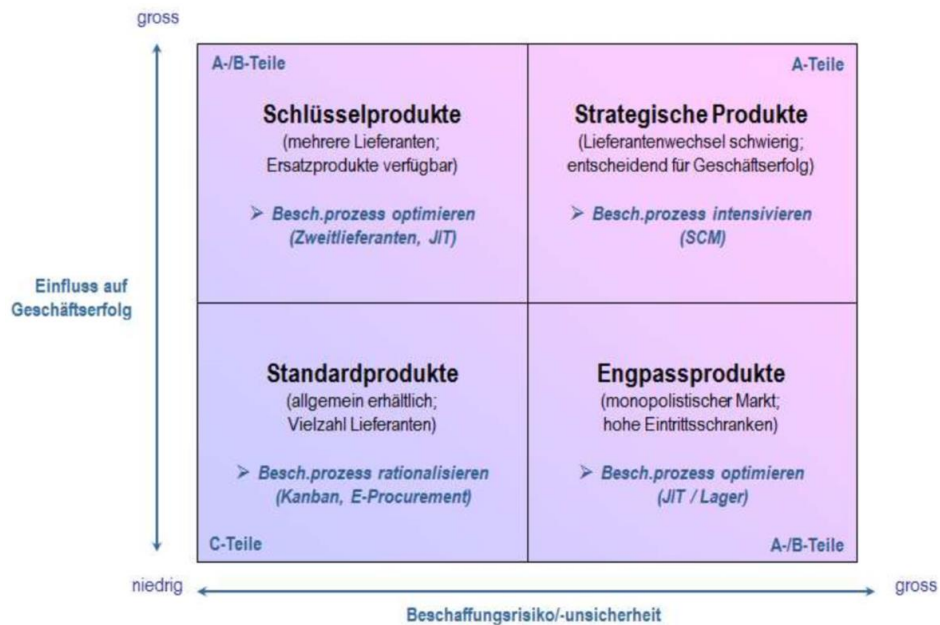 gross
A-/B-Teile
A-Teile
Schlüsselprodukte
(mehrere Lieferanten;
Ersatzprodukte verfügbar)
➢ Besch.prozess optimieren
(Zweitlieferanten, JIT)
Strategische Produkte
(Lieferantenwechsel schwierig;
entscheidend für Geschäftserfolg)
➢ Besch.prozess intensivieren
(SCM)
Einfluss auf
Geschäftserfolg
Standardprodukte
(allgemein erhältlich;
Vielzahl Lieferanten)
➢ Besch.prozess rationalisieren
(Kanban, E-Procurement)
C-Teile
Engpassprodukte
(monopolistischer Markt;
hohe Eintrittsschranken)
➢ Besch.prozess optimieren
(JIT / Lager)
A-/B-Teile
niedrig
gross
Beschaffungsrisiko/-unsicherheit